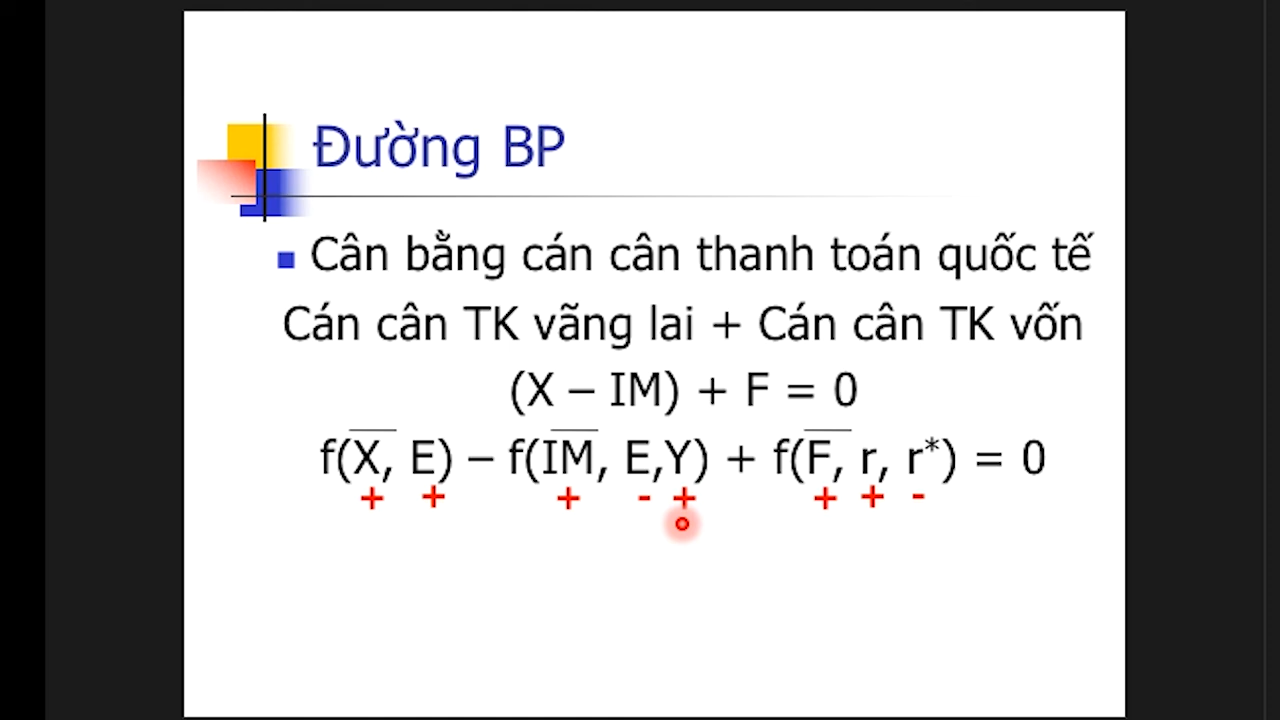 Đường BP
Cân bằng cán cân thanh toán quốc tế
Cán cân TK vãng lai + Cán cân TK vốn
(X – IM) + F = 0
f(X̅, E) – f(I̅M̅, E,Y) + f(F̅, r, r*) = 0
+ + + - + + + -